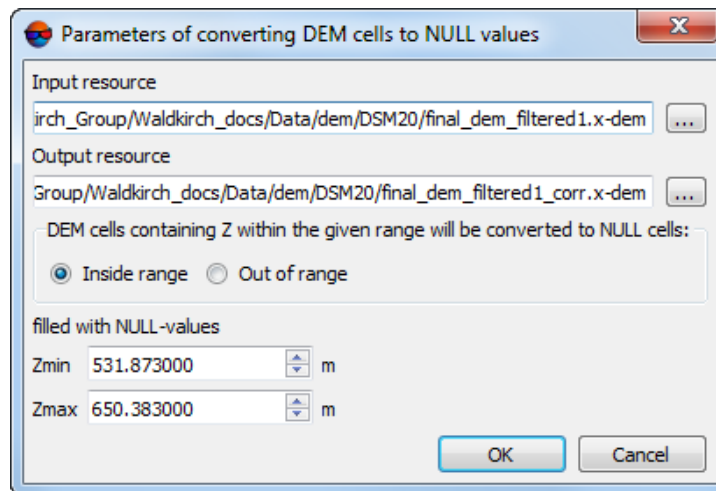 Parameters of converting DEM cells to NULL values
Input resource
irch_Group/Waldkirch_docs/Data/dem/DSM20/final_dem_filtered1.x-dem ...
Output resource
Group/Waldkirch_docs/Data/dem/DSM20/final_dem_filtered1_corr.x-dem ...
DEM cells containing Z within the given range will be converted to NULL cells:
Inside range Out of range
filled with NULL-values
Zmin 531.873000 m
Zmax 650.383000 m
OK Cancel